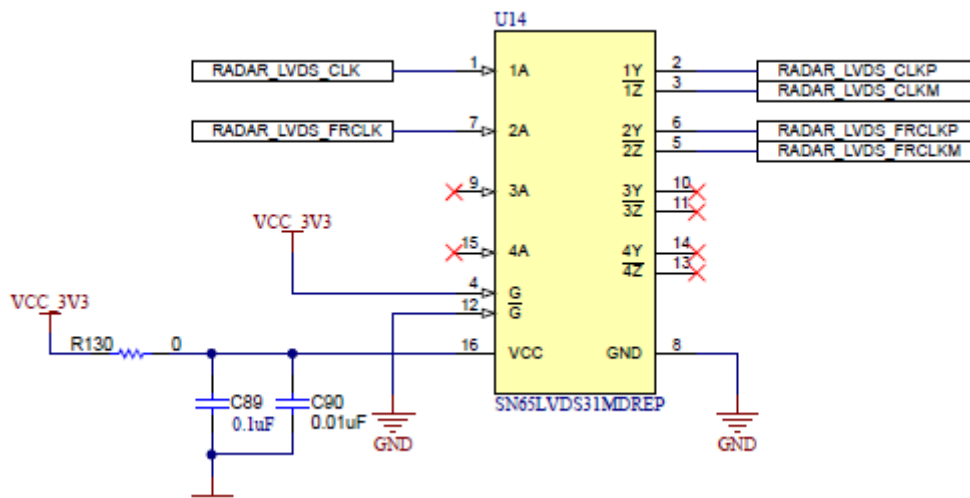 U14
RADAR_LVDS_CLK 1 1A 1Y 2 RADAR_LVDS_CLKP
1Z 3 RADAR_LVDS_CLKM
RADAR_LVDS_FRCLK 7 2A 2Y 6 RADAR_LVDS_FRCLKP
2Z 5 RADAR_LVDS_FRCLKM
9 3A 3Y 10
3Z 11
VCC_3V3
15 4A 4Y 14
4Z 13
4 G
VCC_3V3
12 G
R130 0 16 VCC GND 8
C89 C90 SN65LVDS31MDREP
0.1uF 0.01uF
GND GND